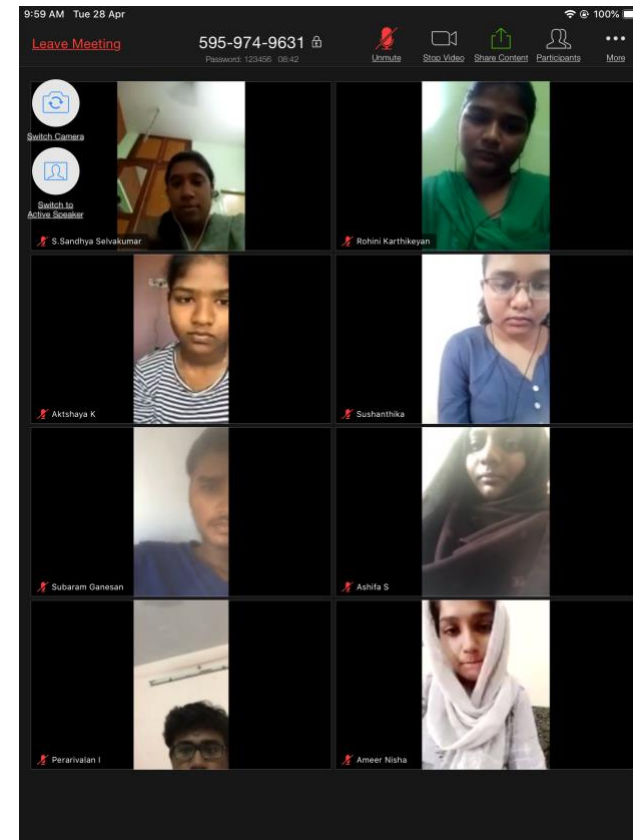 9:59 AM Tue 28 Apr
100%
Leave Meeting
595-974-9631
Password: 123456 08:42
Unmute
Stop Video
Share Content
Participants
More
Switch Camera
Switch to
Active Speaker
S.Sandhya Selvakumar
Rohini Karthikeyan
Aktshaya K
Sushanthika
Subaram Ganesan
Ashifa S
Perarivalan I
Ameer Nisha